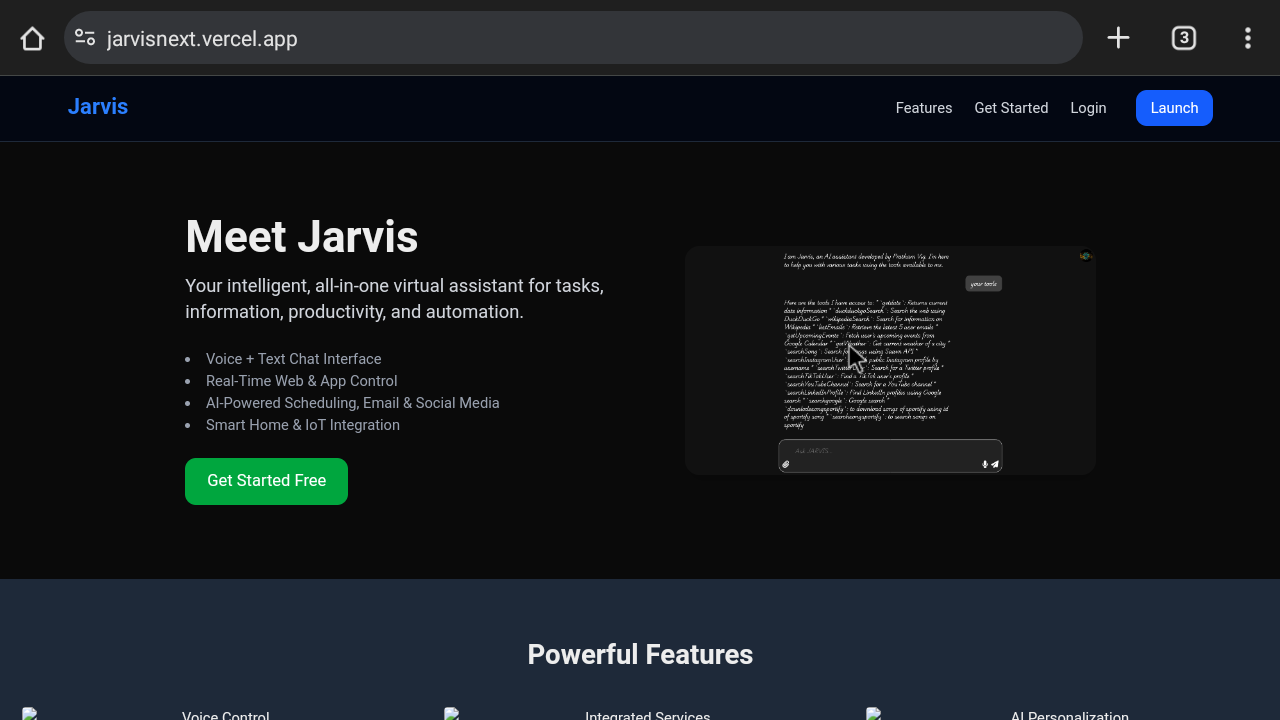 jarvisnext.vercel.app
3
Jarvis
Features
Get Started
Login
Launch
Meet Jarvis
Your intelligent, all-in-one virtual assistant for tasks,
information, productivity, and automation.
Voice + Text Chat Interface
Real-Time Web & App Control
AI-Powered Scheduling, Email & Social Media
Smart Home & IoT Integration
Get Started Free
I am Jarvis, an AI assistant developed by Pratham Vig. I'm here
to help you with various tasks using the tools available to me.
your tools
Here are the tools I have access to: * `getdate`: Returns current
date information * `duckduckgoSearch`: Search the web using
DuckDuckGo * `wikipediaSearch`: Search for information on
Wikipedia * `listEmails`: Retrieve the latest 5 user emails *
`getUpcomingEvents`: Fetch user's upcoming events from
Google Calendar * Get current weather of a city *
`searchSong`: Search for using Saavn API *
`searchInstagramUser` public Instagram profile by
username * Search for a Twitter profile *
`searchTikTokUser`: Find a TikTok user's profile *
`searchYouTubeChannel`: Search for a YouTube channel *
`searchLinkedInProfile`: Find LinkedIn profiles using Google
search * `searchgoogle`: Google search *
`downloadsongspotify`: to download songs of spotify using id
of spotify song * `searchsongspotify`: to search songs on
spotify
Ask JARVIS...
Powerful Features
Voice Control
Integrated Services
AI Personalization